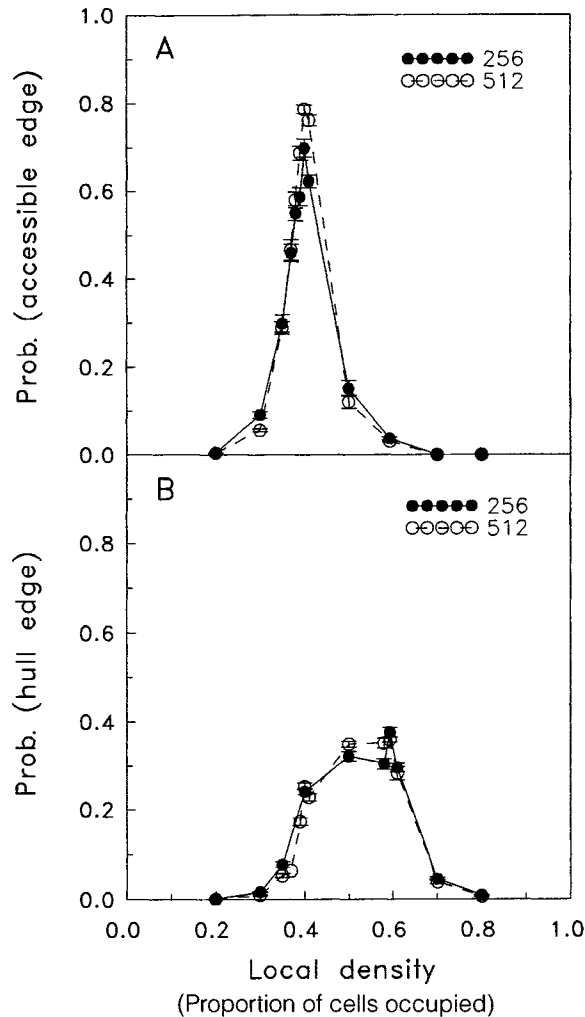 1.0
A
256
512
0.8
0.6
0.4
0.2
0.0
Prob. (accessible edge)
B
256
512
0.8
0.6
0.4
0.2
0.0
Prob. (hull edge)
0.0 0.2 0.4 0.6 0.8 1.0
Local density
(Proportion of cells occupied)